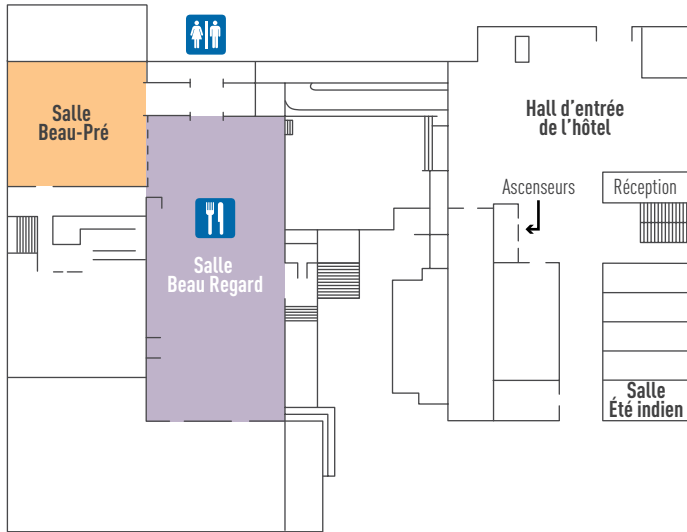 Salle
Beau-Pré
Hall d'entrée
de l'hôtel
Ascenseurs
Réception
Salle
Beau Regard
Salle
Été indien